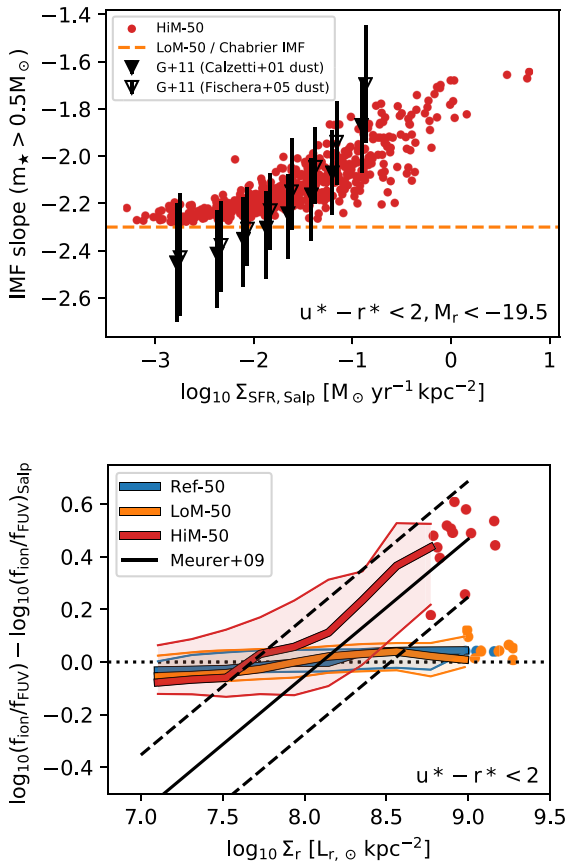 HiM-50
LoM-50 / Chabrier IMF
G+11 (Calzetti+01 dust)
G+11 (Fischera+05 dust)
−1.4
−1.6
−1.8
−2.0
−2.2
−2.4
−2.6
IMF slope (m★ > 0.5M⊙)
u* − r* < 2, Mr < −19.5
−3 −2 −1 0 1
log10 ΣSFR, Salp [M⊙ yr−1 kpc−2]
Ref-50
LoM-50
HiM-50
Meurer+09
0.6
0.4
0.2
0.0
−0.2
−0.4
log10(fion/fFUV) − log10(fion/fFUV)Salp
u* − r* < 2
7.0 7.5 8.0 8.5 9.0 9.5
log10 Σr [Lr, ⊙ kpc−2]